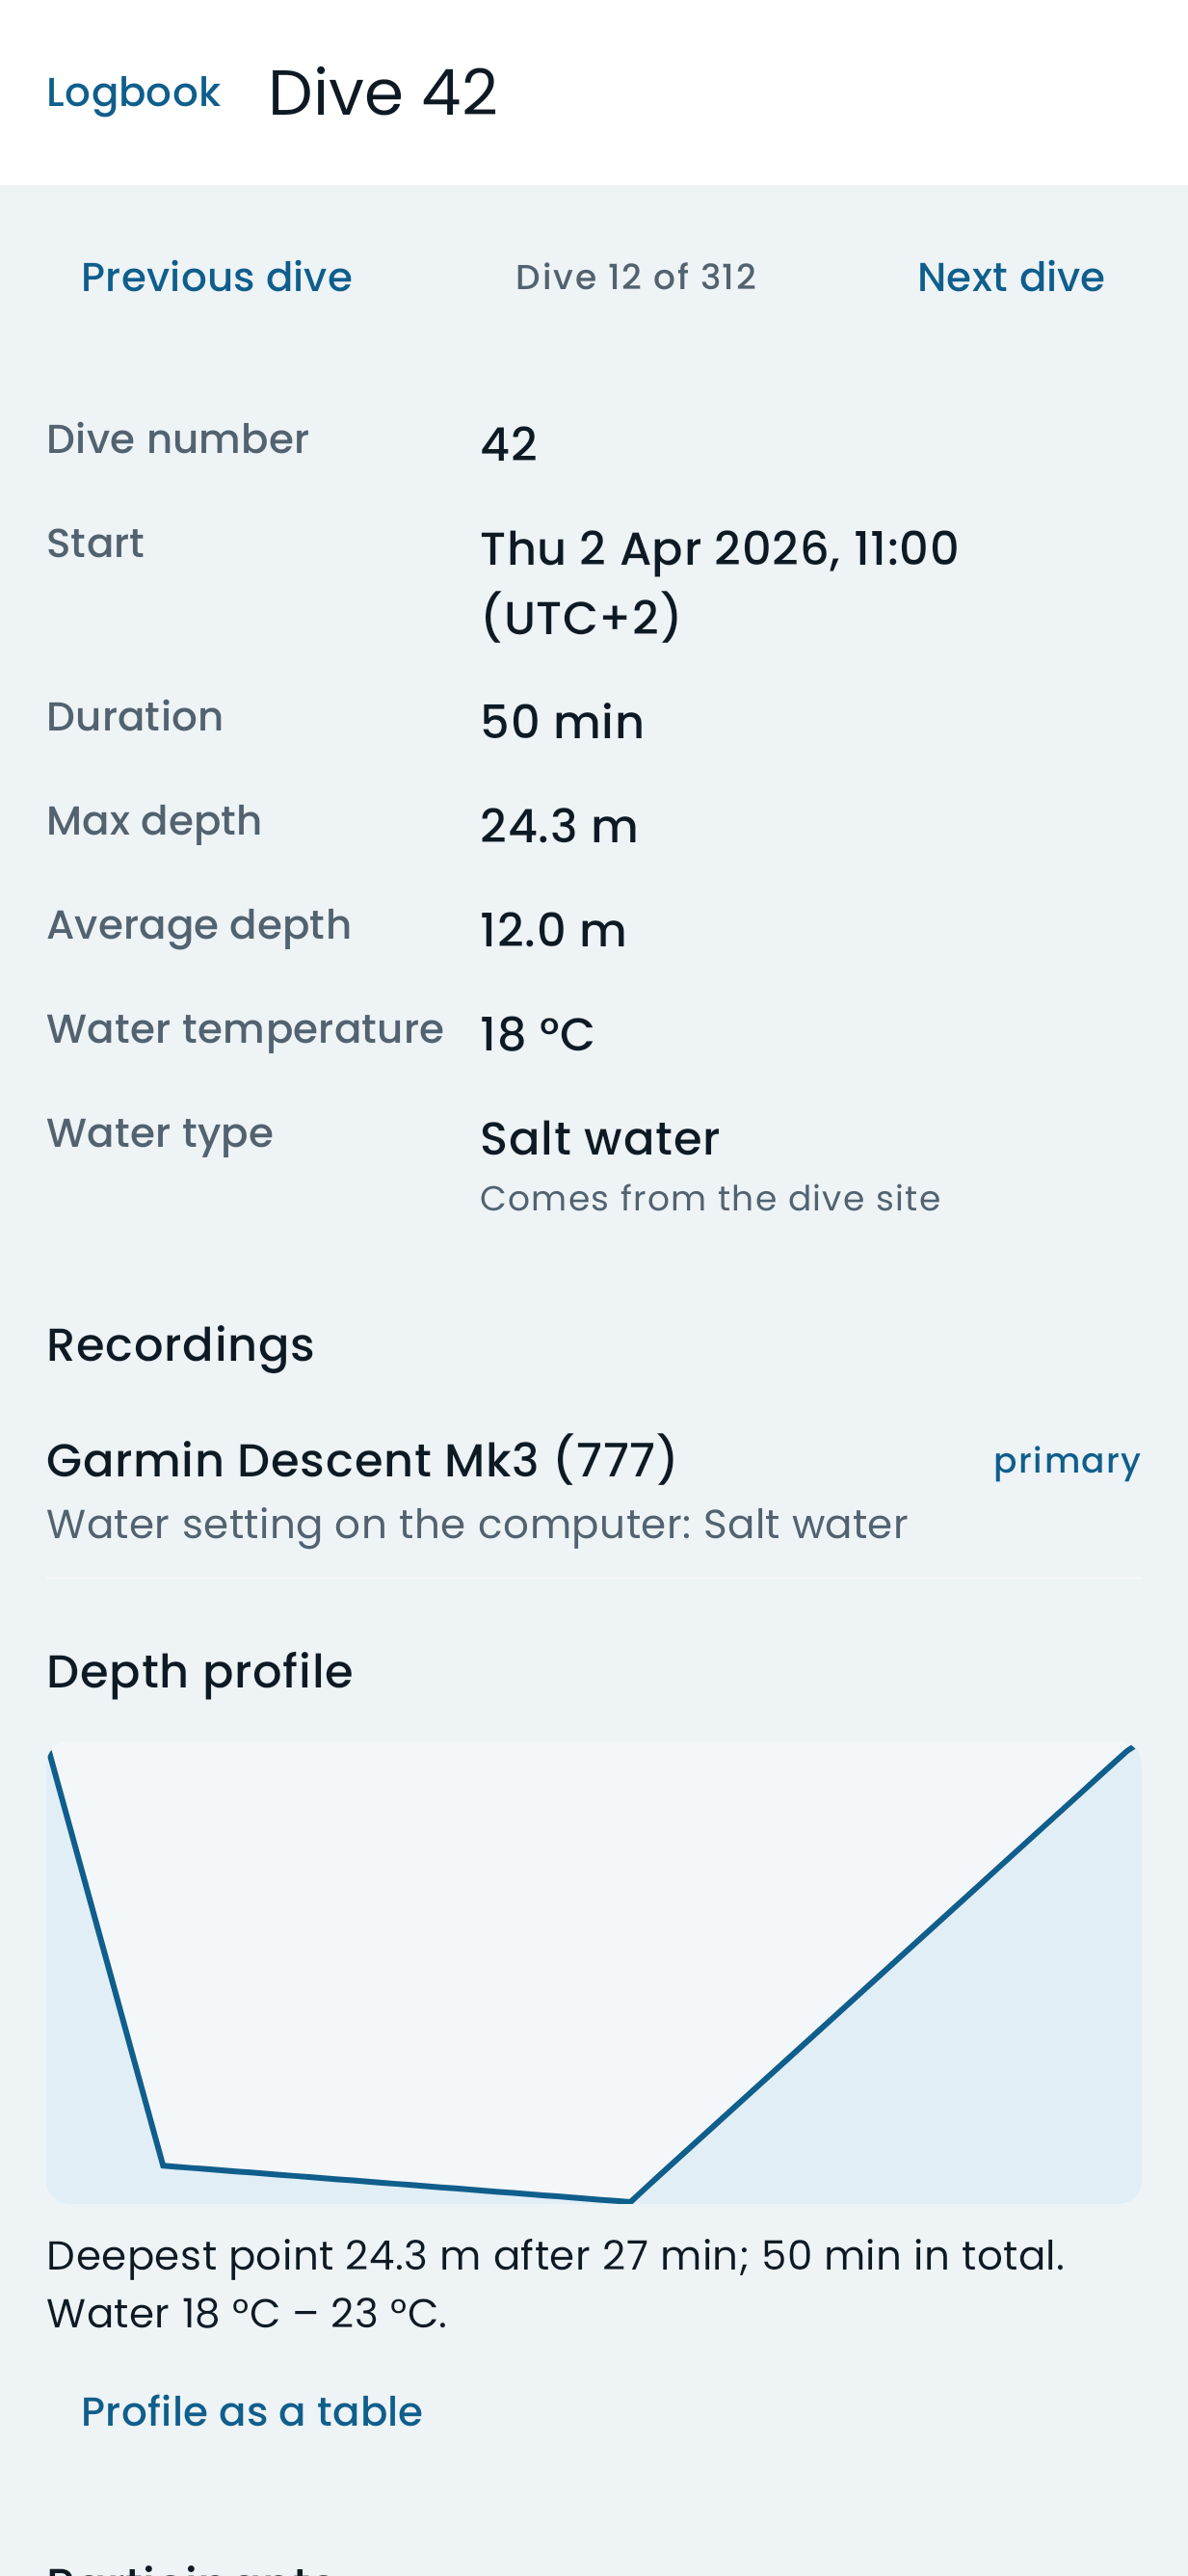 Logbook Dive 42
Previous dive Dive 12 of 312 Next dive
Dive number 42
Start Thu 2 Apr 2026, 11:00
(UTC+2)
Duration 50 min
Max depth 24.3 m
Average depth 12.0 m
Water temperature 18 °C
Water type Salt water
Comes from the dive site
Recordings
Garmin Descent Mk3 (777) primary
Water setting on the computer: Salt water
Depth profile
Deepest point 24.3 m after 27 min; 50 min in total.
Water 18 °C – 23 °C.
Profile as a table